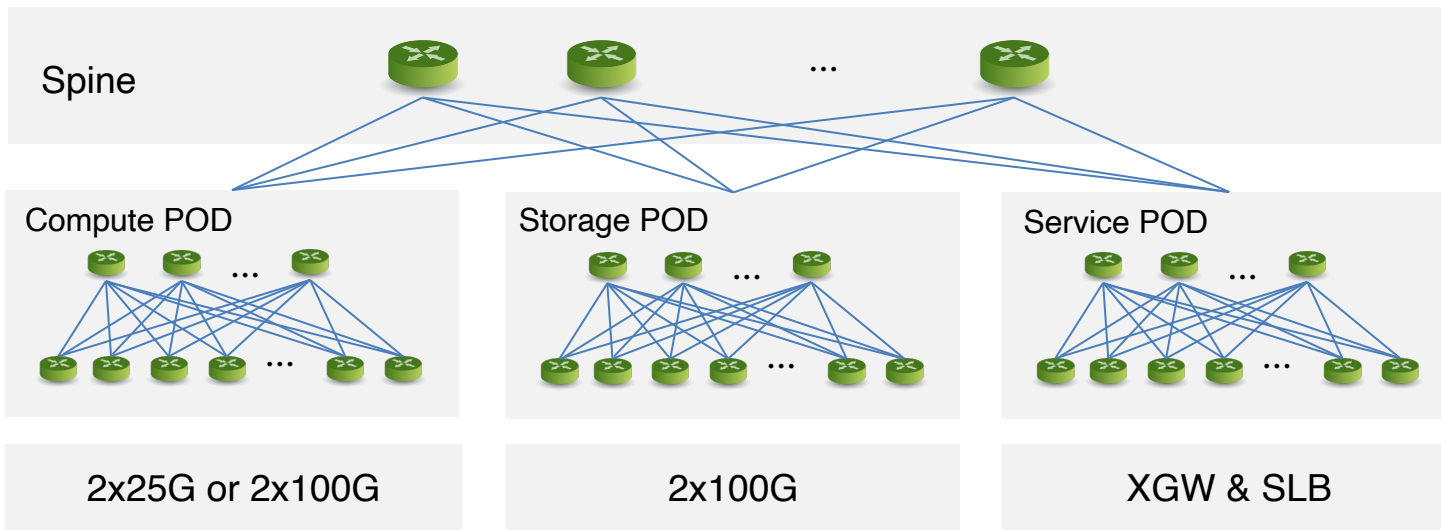 Spine
...
Compute POD
...
...
Storage POD
...
...
Service POD
...
...
2x25G or 2x100G
2x100G
XGW & SLB